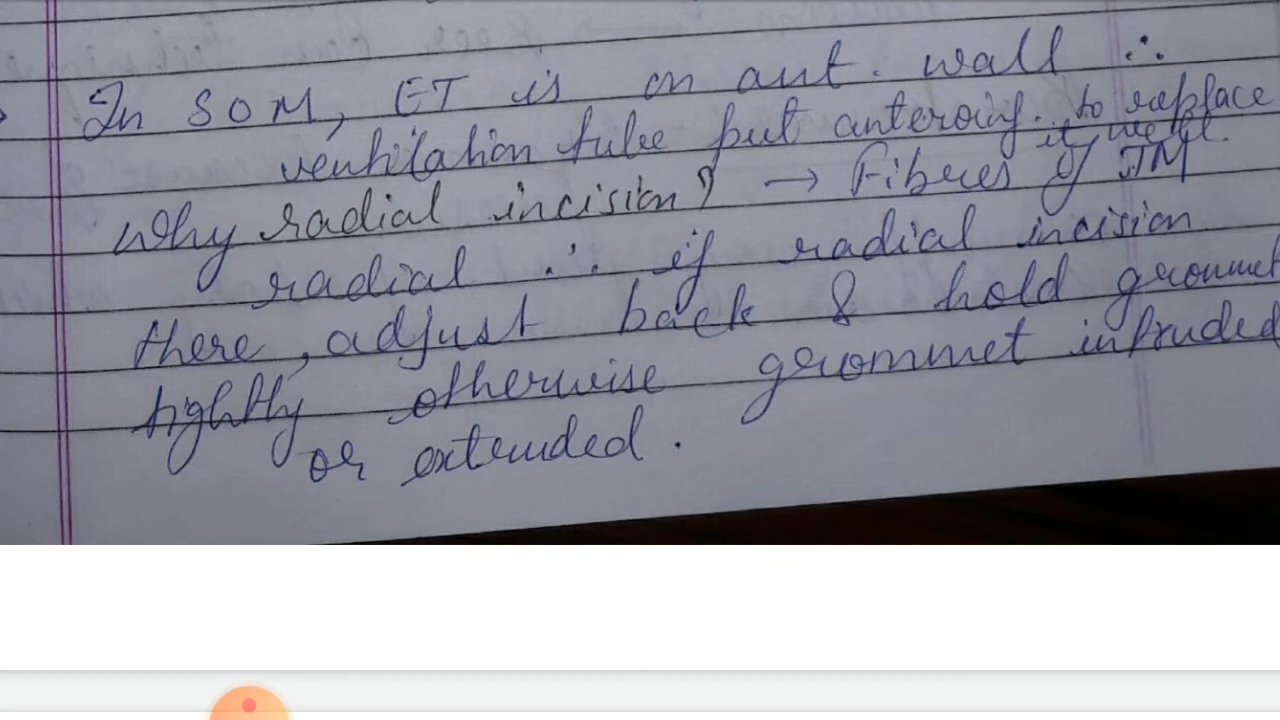 In SOM, ET is on ant. wall ∴
ventilation tube put anteroinf. to replace
it
Why radial incision? → Fibres of TM
radial ∴ if radial incision
there, adjust back & hold grommet
tightly otherwise grommet intruded
or extruded.